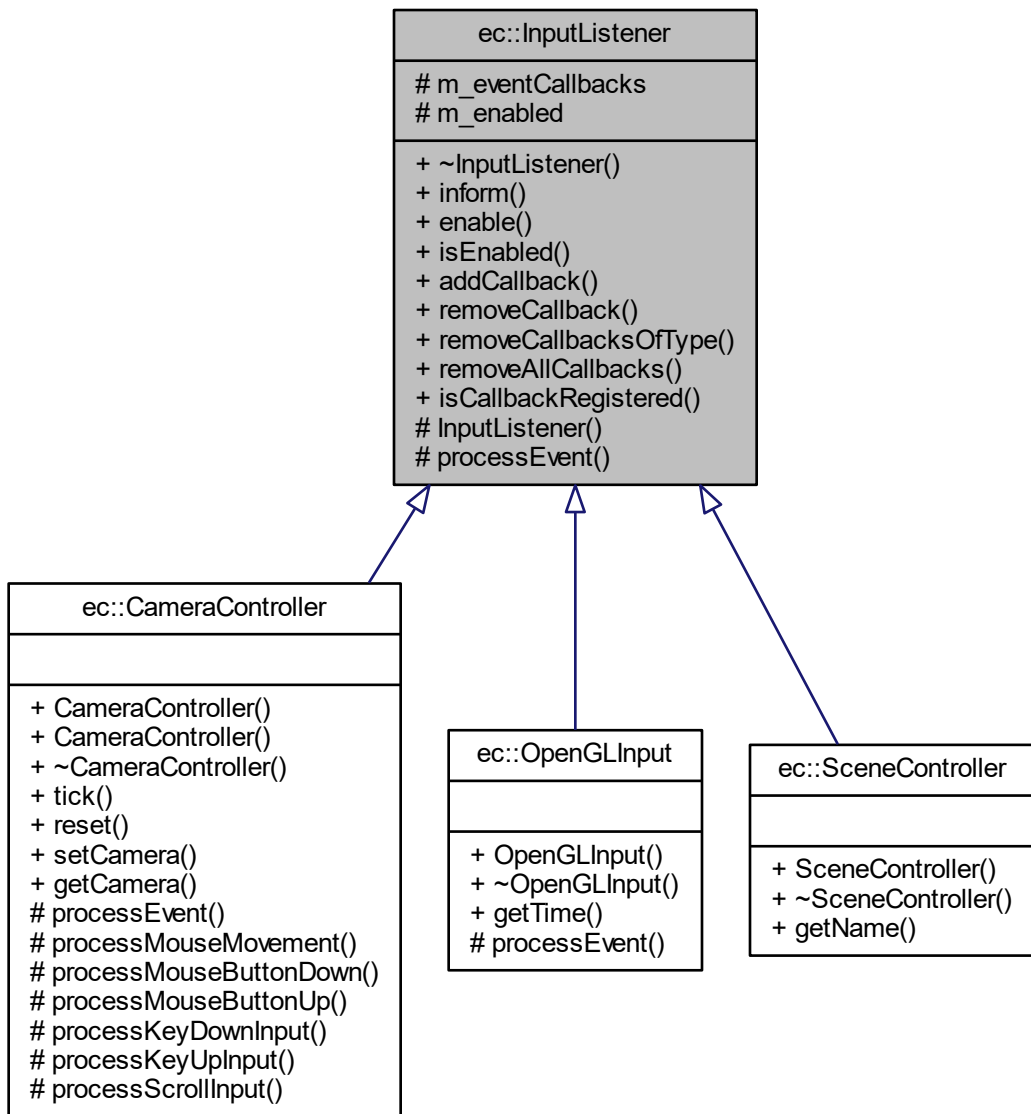 ec::InputListener
# m_eventCallbacks
# m_enabled
+ ~InputListener()
+ inform()
+ enable()
+ isEnabled()
+ addCallback()
+ removeCallback()
+ removeCallbacksOfType()
+ removeAllCallbacks()
+ isCallbackRegistered()
# InputListener()
# processEvent()
ec::CameraController
+ CameraController()
+ CameraController()
+ ~CameraController()
+ tick()
+ reset()
+ setCamera()
+ getCamera()
# processEvent()
# processMouseMovement()
# processMouseButtonDown()
# processMouseButtonUp()
# processKeyDownInput()
# processKeyUpInput()
# processScrollInput()
ec::OpenGLInput
+ OpenGLInput()
+ ~OpenGLInput()
+ getTime()
# processEvent()
ec::SceneController
+ SceneController()
+ ~SceneController()
+ getName()